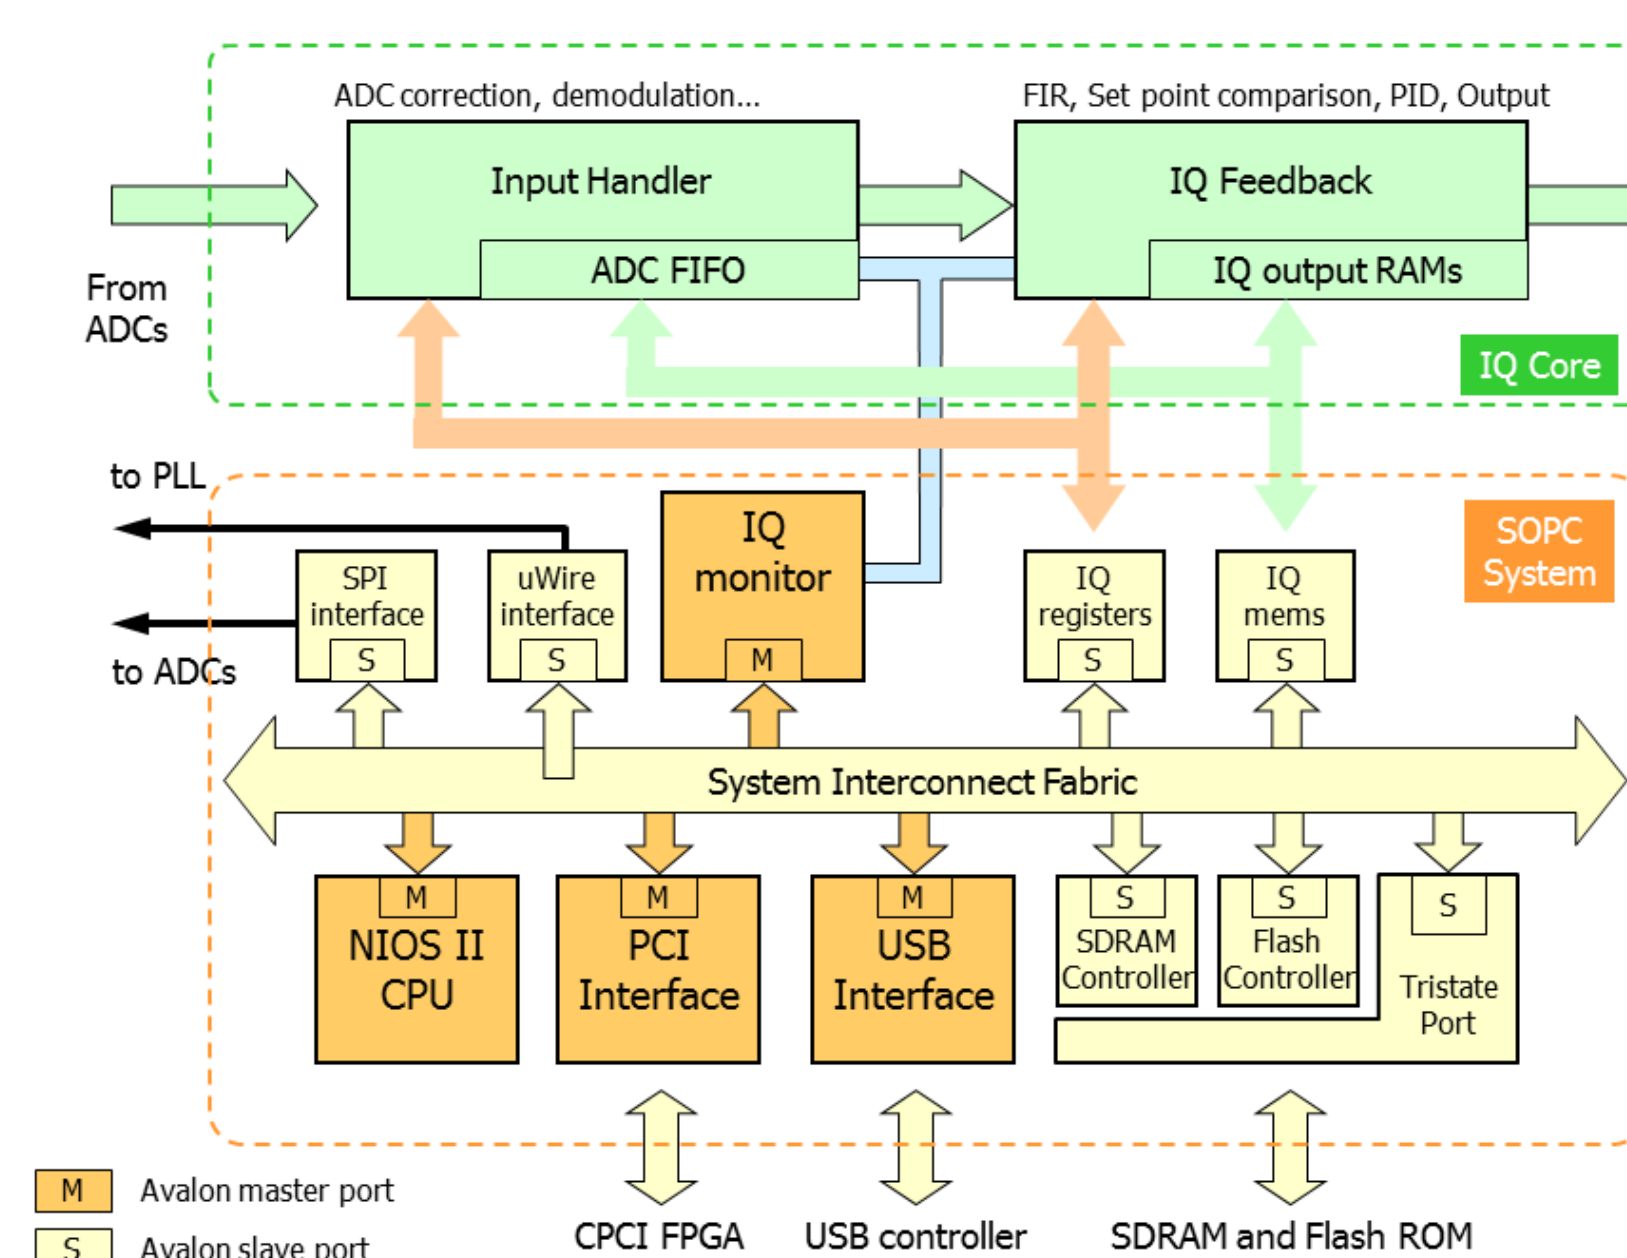 ADC correction, demodulation...
FIR, Set point comparison, PID, Output
Input Handler
IQ Feedback
ADC FIFO
IQ output RAMs
From
ADCs
IQ Core
to PLL
SOPC
System
IQ
monitor
M
SPI
interface
S
uWire
interface
S
IQ
registers
S
IQ
mems
S
to ADCs
System Interconnect Fabric
M
NIOS II
CPU
M
PCI
Interface
M
USB
Interface
S
SDRAM
Controller
S
Flash
Controller
S
Tristate
Port
M Avalon master port
S Avalon slave port
CPCI FPGA
USB controller
SDRAM and Flash ROM